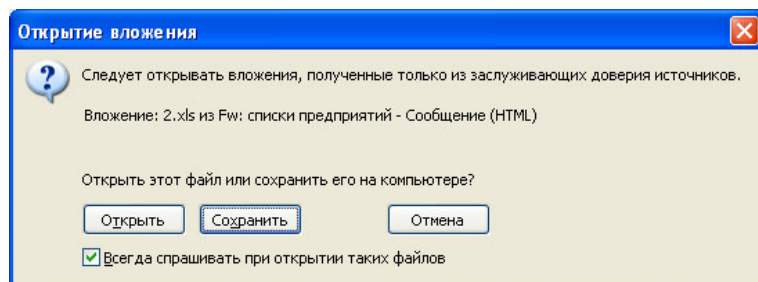 Открытие вложения
Следует открывать вложения, полученные только из заслуживающих доверия источников.
Вложение: 2.xls из Fw: списки предприятий - Сообщение (HTML)
Открыть этот файл или сохранить его на компьютере?
Открыть Сохранить Отмена
Всегда спрашивать при открытии таких файлов